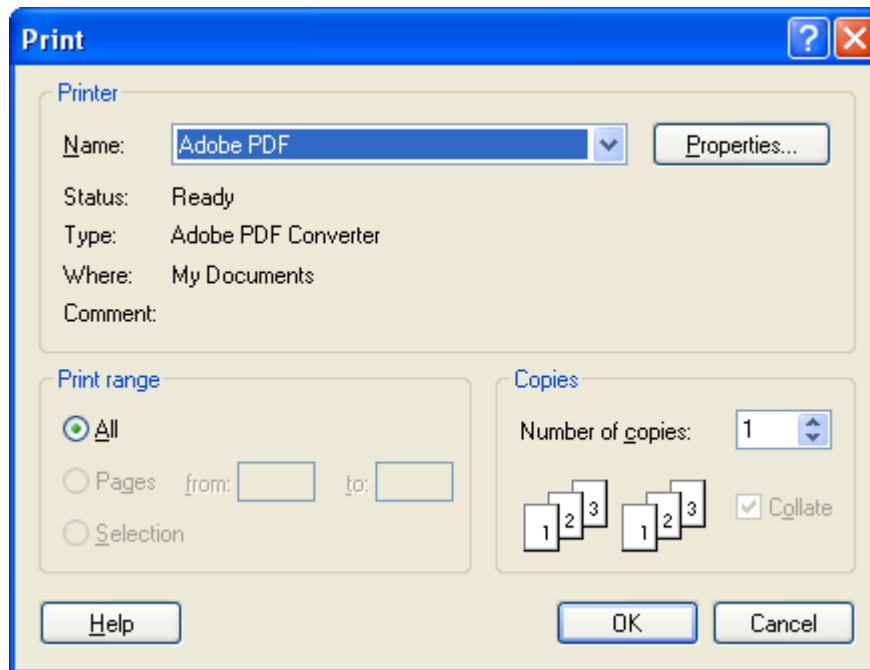 Print
Printer
Name: Adobe PDF Properties...
Status: Ready
Type: Adobe PDF Converter
Where: My Documents
Comment:
Print range
All
Pages from: to:
Selection
Copies
Number of copies: 1
1 2 3 1 2 3 Collate
Help OK Cancel